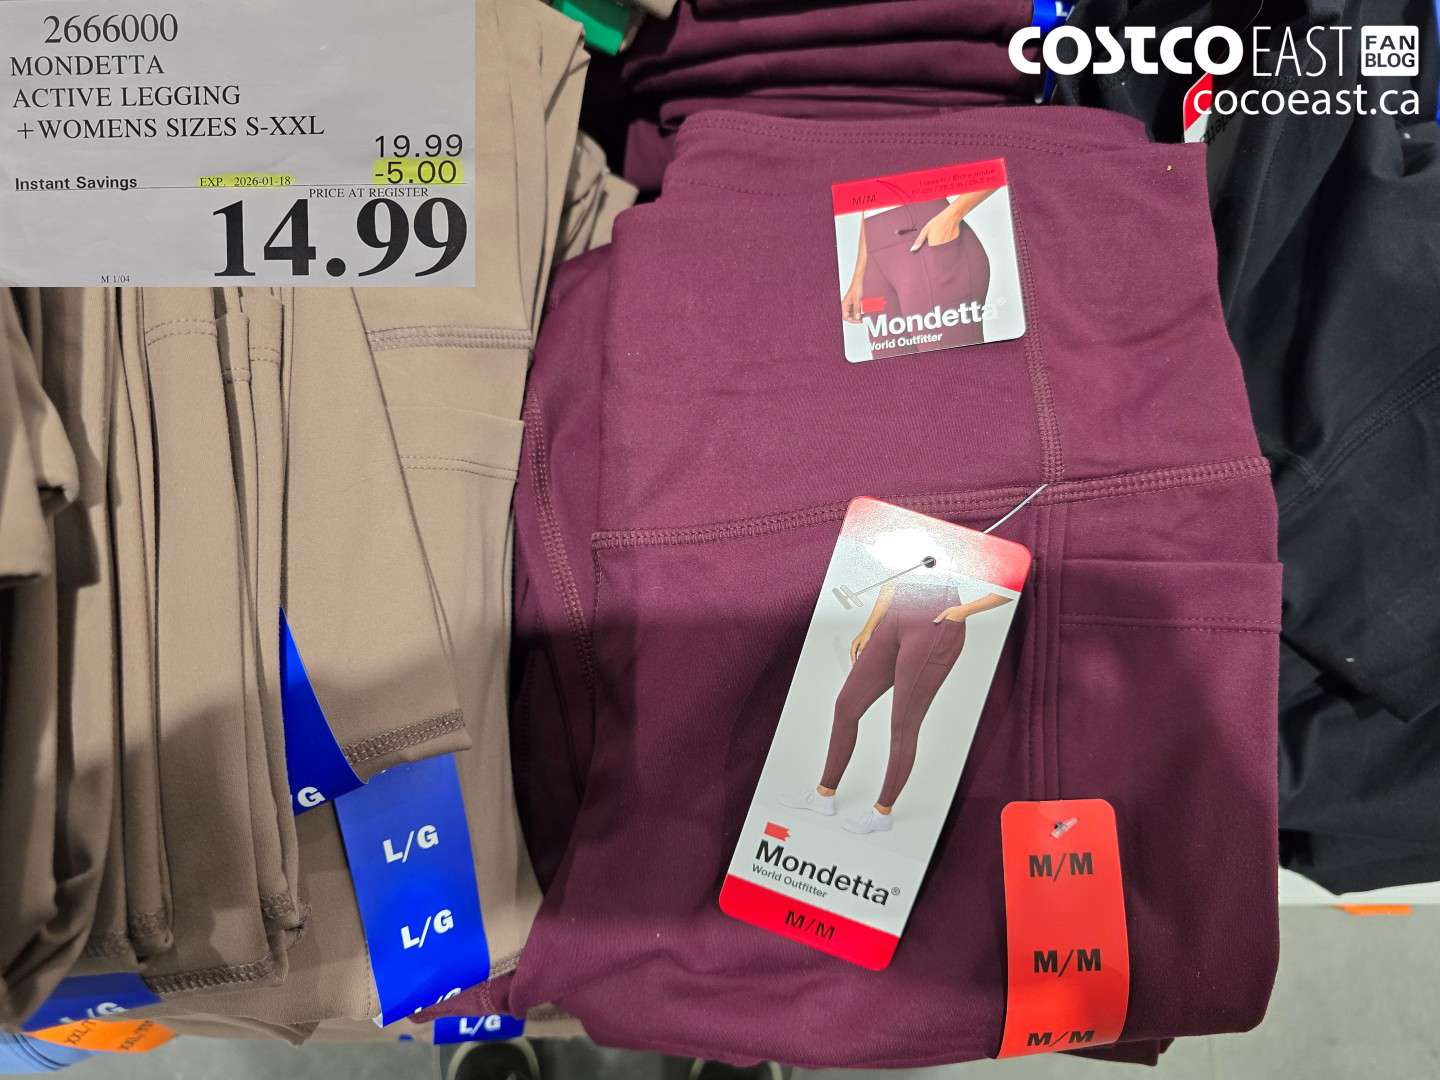 2666000
MONDETTA
ACTIVE LEGGING
+WOMENS SIZES S-XXL
19.99
Instant Savings EXP. 2026-01-18 -5.00
PRICE AT REGISTER
14.99
M 1/04
COSTCO EAST FAN BLOG
cocoeast.ca
M/M
Mondetta®
World Outfitter
Mondetta®
World Outfitter
M/M
M/M
M/M
M/M
/G
L/G
L/G
L/G
L/G
L/G